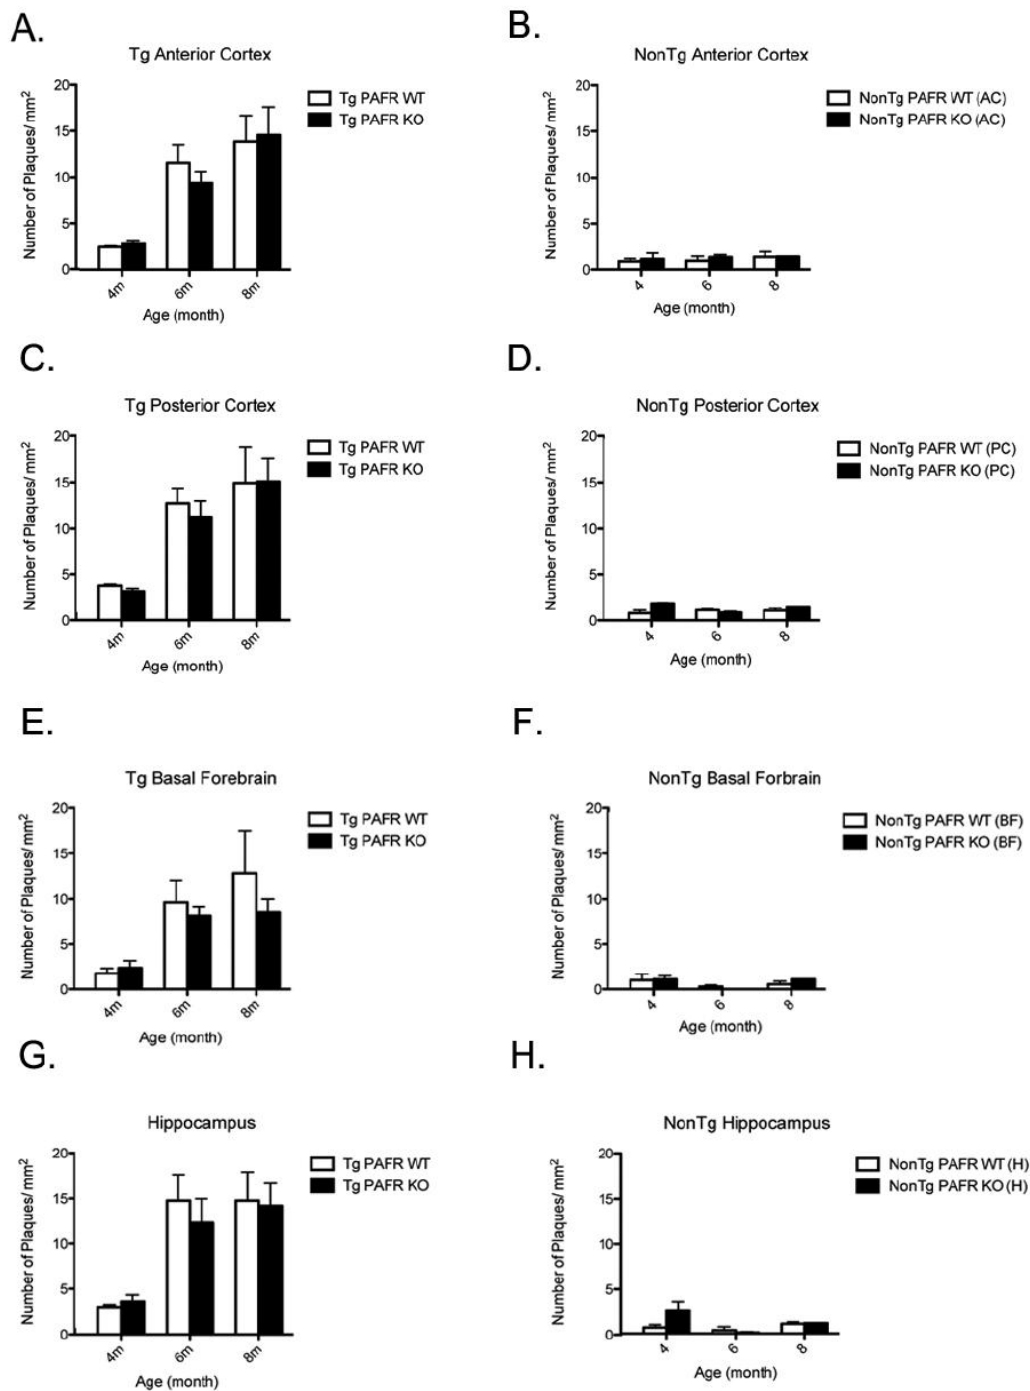 A.
Tg Anterior Cortex
Number of Plaques/ mm2
20
15
10
5
0
4m
6m
8m
Age (month)
Tg PAFR WT
Tg PAFR KO
B.
NonTg Anterior Cortex
Number of Plaques/ mm2
20
15
10
5
0
4
6
8
Age (month)
NonTg PAFR WT (AC)
NonTg PAFR KO (AC)
C.
Tg Posterior Cortex
Number of Plaques/ mm2
20
15
10
5
0
4m
6m
8m
Age (month)
Tg PAFR WT
Tg PAFR KO
D.
NonTg Posterior Cortex
Number of Plaques/ mm2
20
15
10
5
0
4
6
8
Age (month)
NonTg PAFR WT (PC)
NonTg PAFR KO (PC)
E.
Tg Basal Forebrain
Number of Plaques/ mm2
20
15
10
5
0
4m
6m
8m
Age (month)
Tg PAFR WT
Tg PAFR KO
F.
NonTg Basal Forbrain
Number of Plaques/ mm2
20
15
10
5
0
4
6
8
Age (month)
NonTg PAFR WT (BF)
NonTg PAFR KO (BF)
G.
Hippocampus
Number of Plaques/ mm2
20
15
10
5
0
4m
6m
8m
Age (month)
Tg PAFR WT
Tg PAFR KO
H.
NonTg Hippocampus
Number of Plaques/ mm2
20
15
10
5
0
4
6
8
Age (month)
NonTg PAFR WT (H)
NonTg PAFR KO (H)